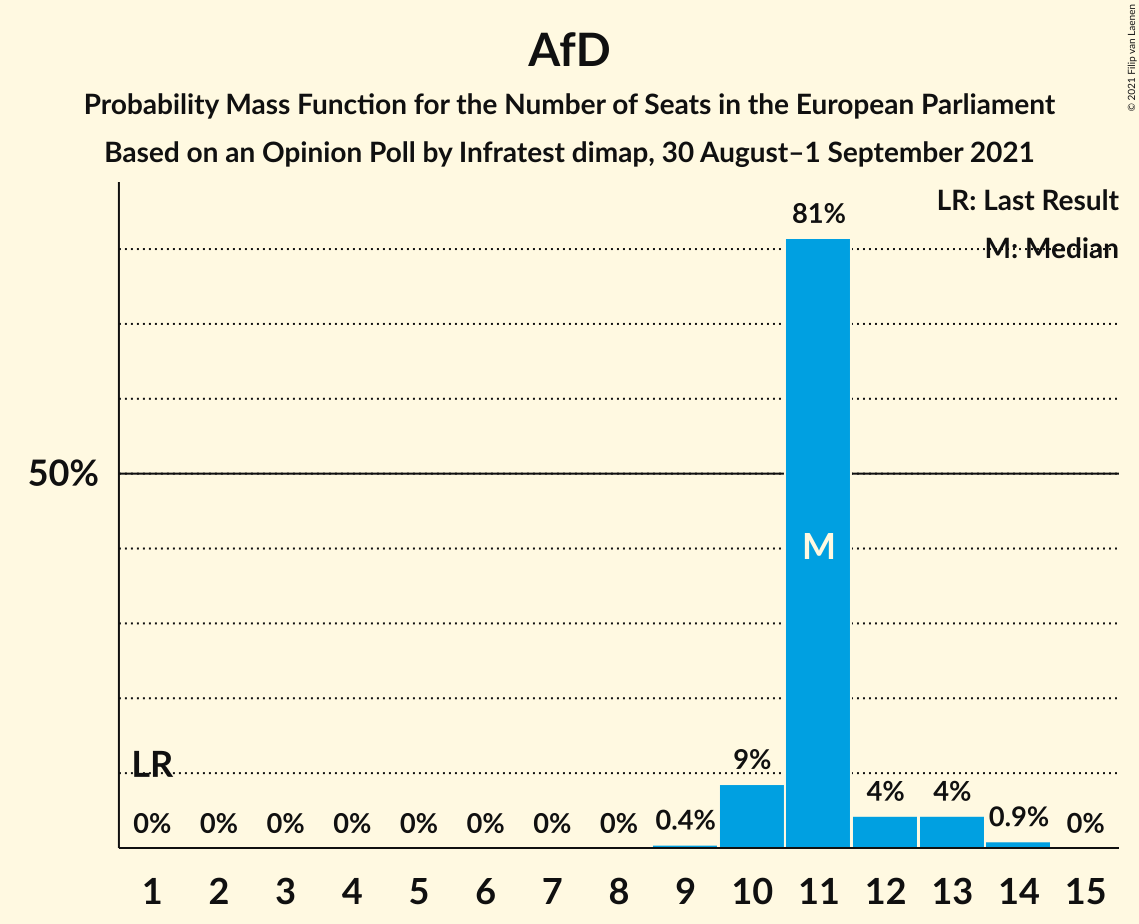 AfD
Probability Mass Function for the Number of Seats in the European Parliament
Based on an Opinion Poll by Infratest dimap, 30 August–1 September 2021
© 2021 Filip van Laenen
LR: Last Result
M: Median
81%
50%
M
LR
9%
4% 4%
0% 0% 0% 0% 0% 0% 0% 0% 0.4% 0.9% 0%
1 2 3 4 5 6 7 8 9 10 11 12 13 14 15